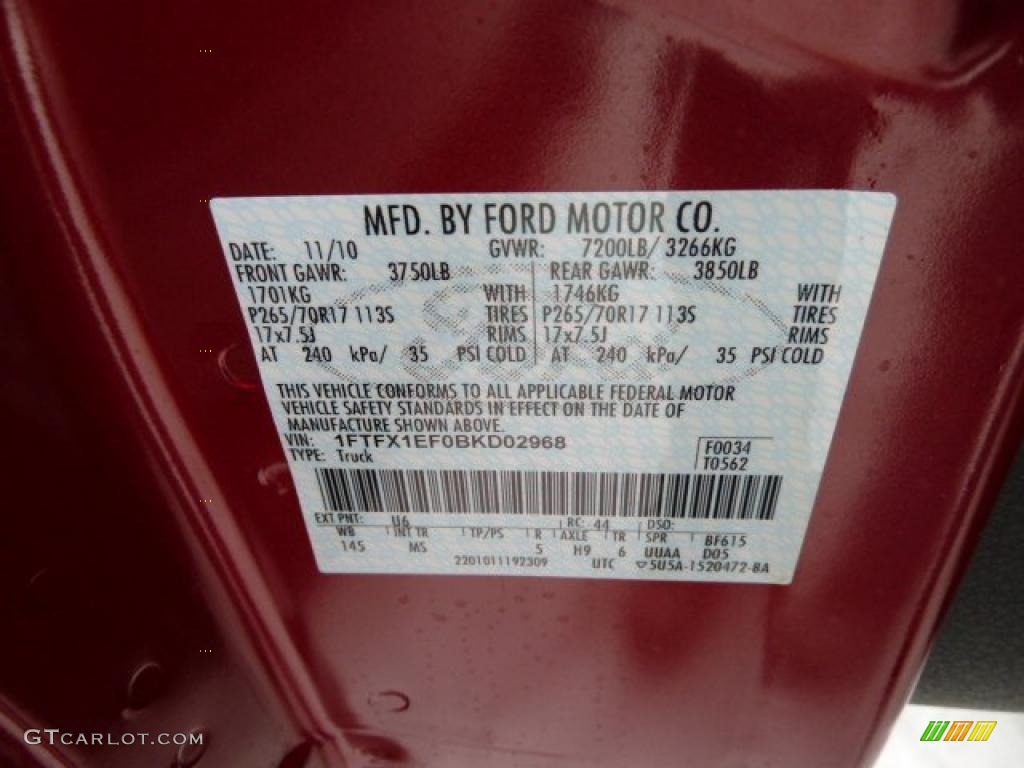 MFD. BY FORD MOTOR CO.
DATE: 11/10 GVWR: 7200LB/ 3266KG
FRONT GAWR: 3750LB REAR GAWR: 3850LB
1701KG WITH 1746KG WITH
P265/70R17 113S TIRES P265/70R17 113S TIRES
17x7.5J RIMS 17x7.5J RIMS
AT 240 kPa/ 35 PSI COLD AT 240 kPa/ 35 PSI COLD
THIS VEHICLE CONFORMS TO ALL APPLICABLE FEDERAL MOTOR
VEHICLE SAFETY STANDARDS IN EFFECT ON THE DATE OF
MANUFACTURE SHOWN ABOVE.
VIN: 1FTFX1EF0BKD02968 F0034
TYPE: Truck T0562
EXT PNT: U6 RC: 44 DSO:
WB INT TR TP/PS R AXLE TR SPR BF615
145 MS 5 H9 6 UUAA D05
2201011192309 UTC ▽5U5A-1520472-BA
GTCARLOT.COM